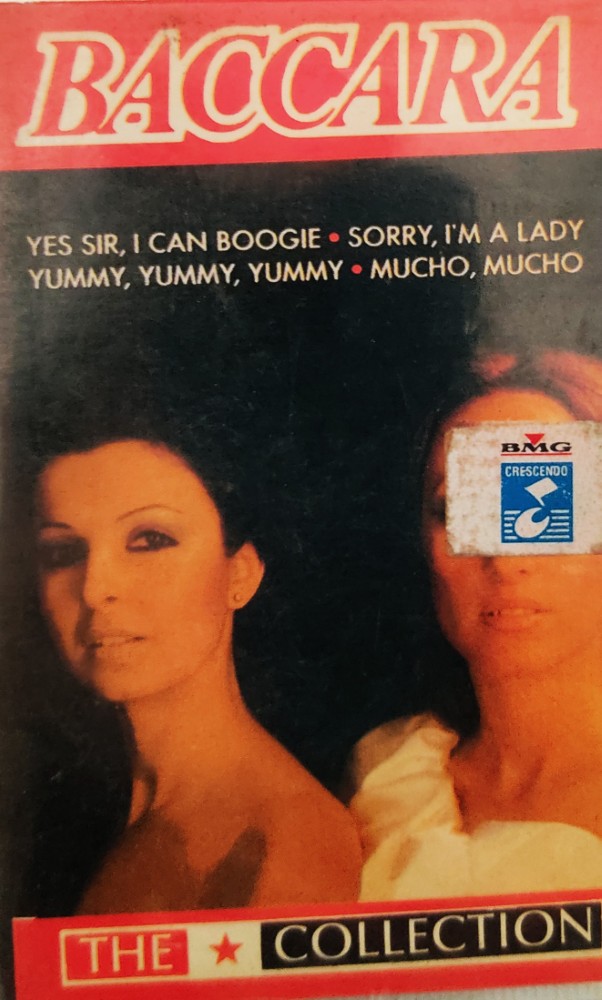 BACCARA
YES SIR, I CAN BOOGIE • SORRY, I'M A LADY
YUMMY, YUMMY, YUMMY • MUCHO, MUCHO
BMG
CRESCENDO
THE ★ COLLECTION